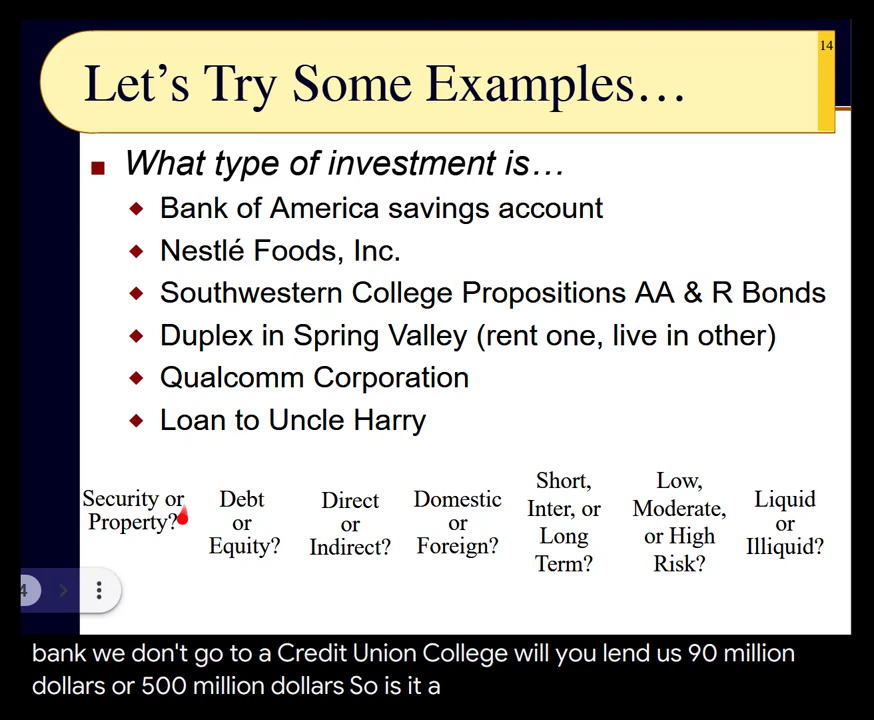 14
Let's Try Some Examples…
What type of investment is…
Bank of America savings account
Nestlé Foods, Inc.
Southwestern College Propositions AA & R Bonds
Duplex in Spring Valley (rent one, live in other)
Qualcomm Corporation
Loan to Uncle Harry
Security or
Property?
Debt
or
Equity?
Direct
or
Indirect?
Domestic
or
Foreign?
Short,
Inter, or
Long
Term?
Low,
Moderate,
or High
Risk?
Liquid
or
Illiquid?
4
bank we don't go to a Credit Union College will you lend us 90 million
dollars or 500 million dollars So is it a